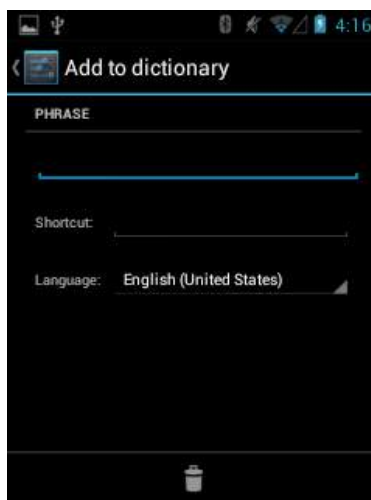 4:16
Add to dictionary
PHRASE
Shortcut:
Language: English (United States)